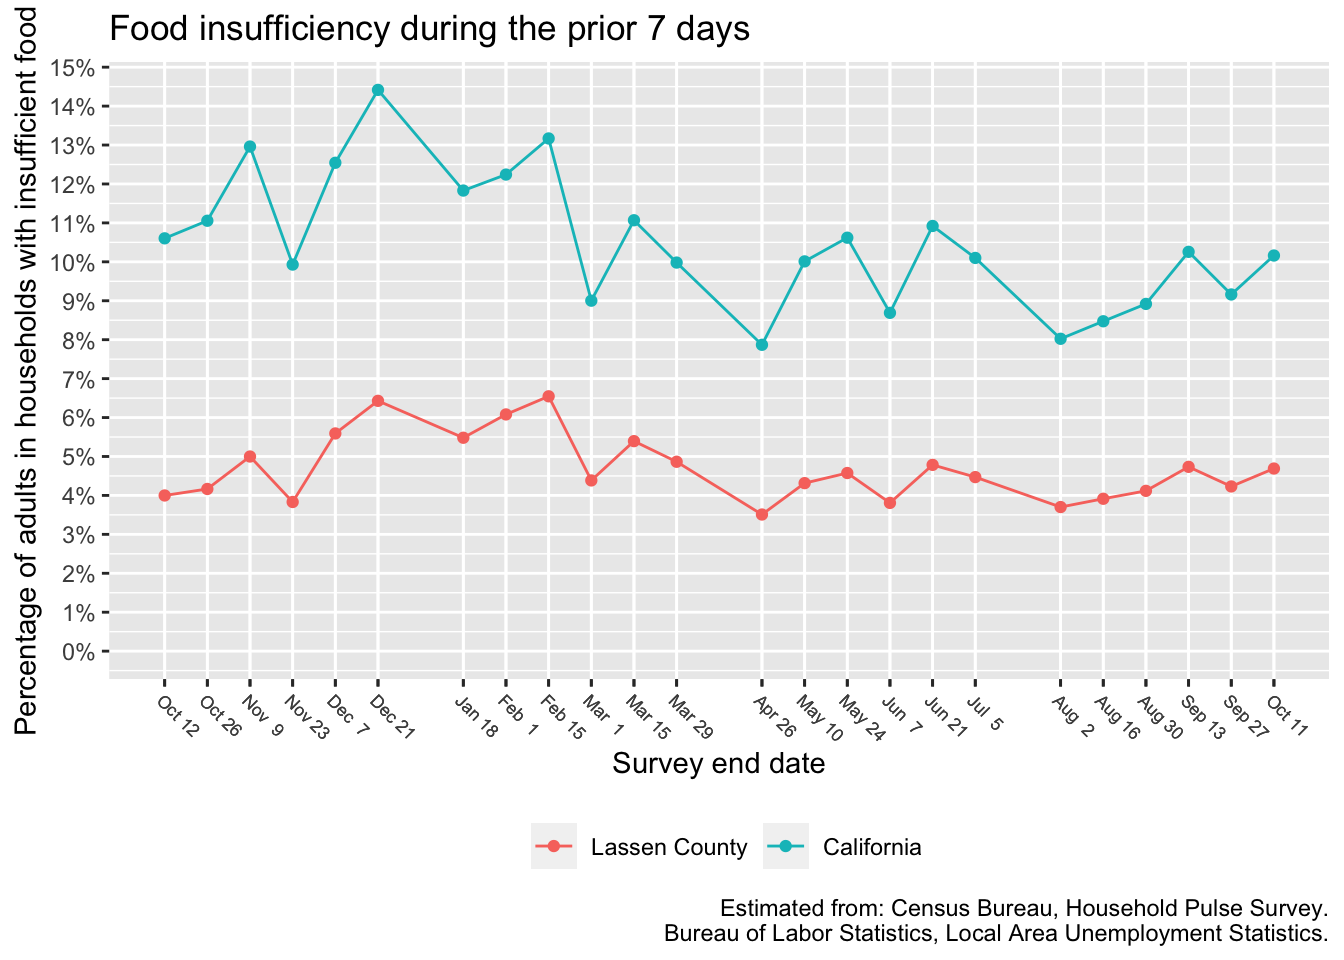 Food insufficiency during the prior 7 days
Percentage of adults in households with insufficient food
15%
14%
13%
12%
11%
10%
9%
8%
7%
6%
5%
4%
3%
2%
1%
0%
Oct 12
Oct 26
Nov 9
Nov 23
Dec 7
Dec 21
Jan 18
Feb 1
Feb 15
Mar 1
Mar 15
Mar 29
Apr 26
May 10
May 24
Jun 7
Jun 21
Jul 5
Aug 2
Aug 16
Aug 30
Sep 13
Sep 27
Oct 11
Survey end date
Lassen County
California
Estimated from: Census Bureau, Household Pulse Survey.
Bureau of Labor Statistics, Local Area Unemployment Statistics.